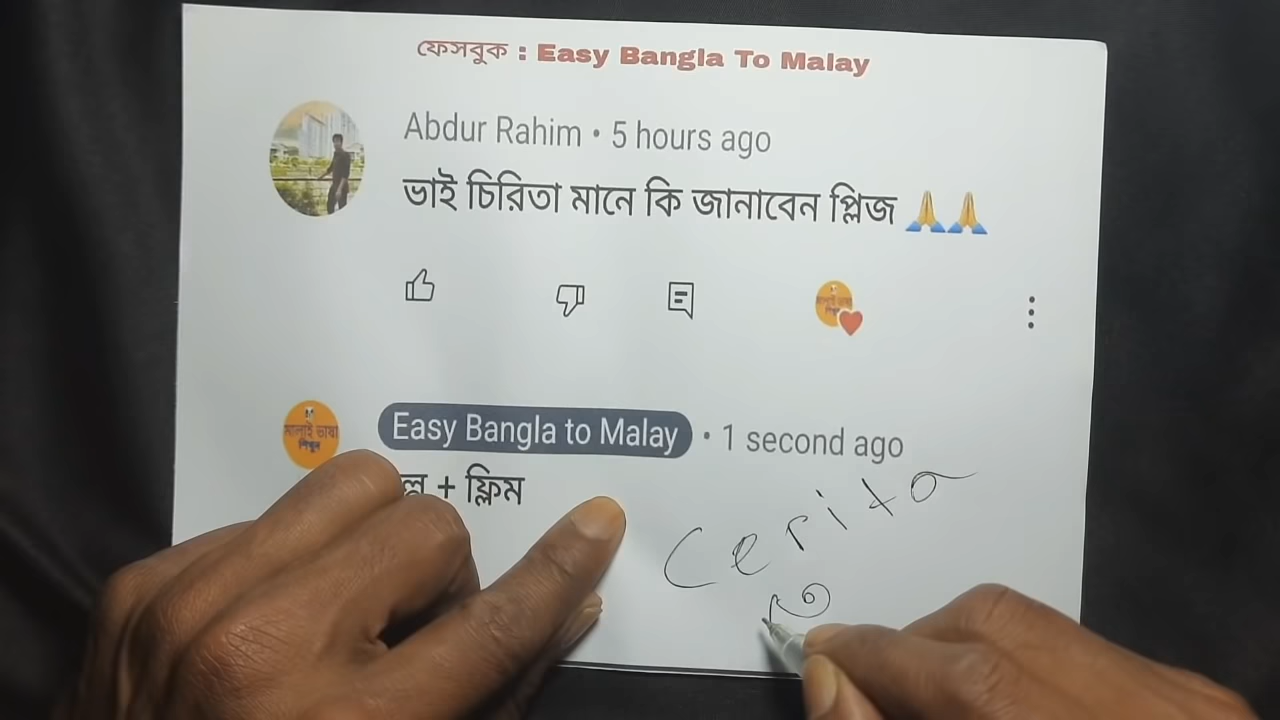 ফেসবুক : Easy Bangla To Malay
Abdur Rahim • 5 hours ago
ভাই চিরিতা মানে কি জানাবেন প্লিজ 🙏🙏
মালাই ভাষা
শিখুন
Easy Bangla to Malay • 1 second ago
+ ফ্লিম
Cerita